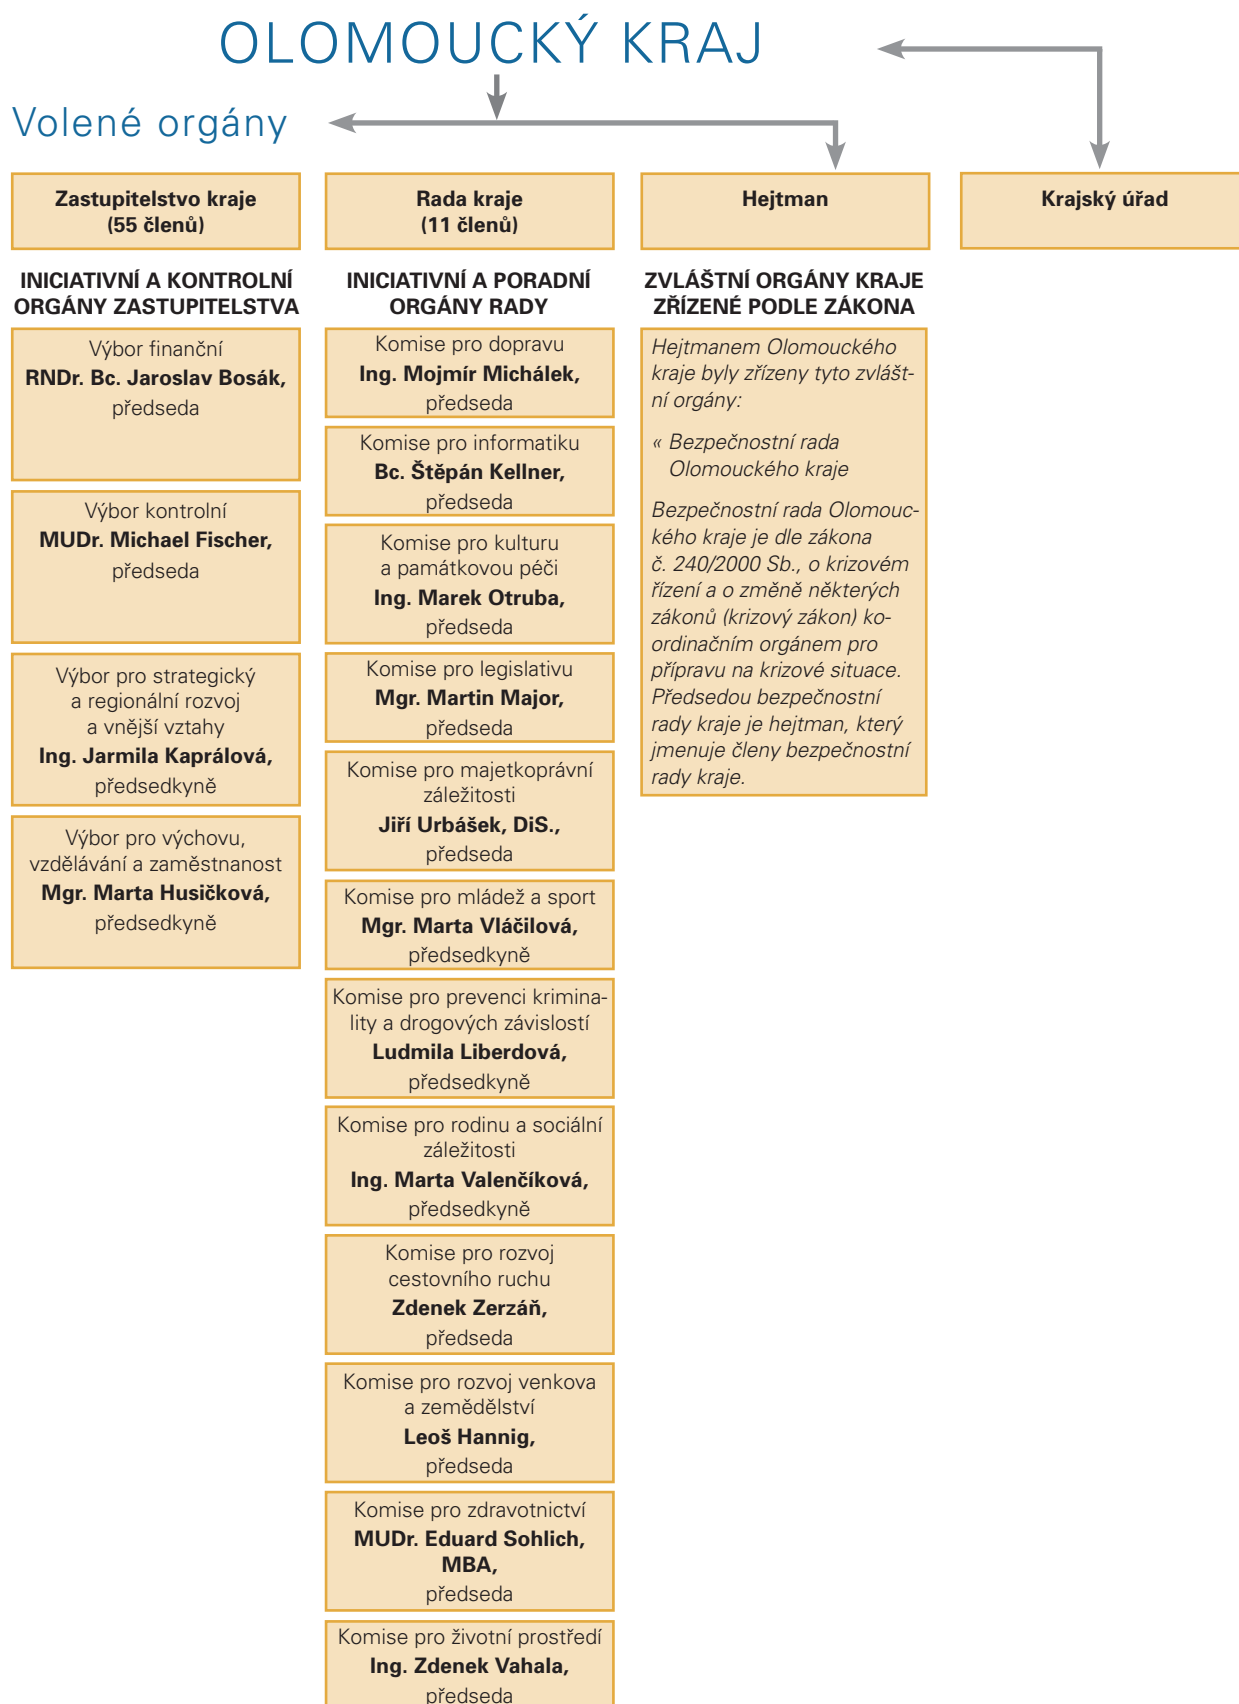 OLOMOUCKÝ KRAJ
Volené orgány
Zastupitelstvo kraje
(55 členů)
Rada kraje
(11 členů)
Hejtman
Krajský úřad
INICIATIVNÍ A KONTROLNÍ
ORGÁNY ZASTUPITELSTVA
Výbor finanční
RNDr. Bc. Jaroslav Bosák,
předseda
Výbor kontrolní
MUDr. Michael Fischer,
předseda
Výbor pro strategický
a regionální rozvoj
a vnější vztahy
Ing. Jarmila Kaprálová,
předsedkyně
Výbor pro výchovu,
vzdělávání a zaměstnanost
Mgr. Marta Husičková,
předsedkyně
INICIATIVNÍ A PORADNÍ
ORGÁNY RADY
Komise pro dopravu
Ing. Mojmír Michálek,
předseda
Komise pro informatiku
Bc. Štěpán Kellner,
předseda
Komise pro kulturu
a památkovou péči
Ing. Marek Otruba,
předseda
Komise pro legislativu
Mgr. Martin Major,
předseda
Komise pro majetkoprávní
záležitosti
Jiří Urbášek, DiS.,
předseda
Komise pro mládež a sport
Mgr. Marta Vláčilová,
předsedkyně
Komise pro prevenci krimina-
lity a drogových závislostí
Ludmila Liberdová,
předsedkyně
Komise pro rodinu a sociální
záležitosti
Ing. Marta Valenčíková,
předsedkyně
Komise pro rozvoj
cestovního ruchu
Zdenek Zerzáň,
předseda
Komise pro rozvoj venkova
a zemědělství
Leoš Hannig,
předseda
Komise pro zdravotnictví
MUDr. Eduard Sohlich,
MBA,
předseda
Komise pro životní prostředí
Ing. Zdenek Vahala,
předseda
ZVLÁŠTNÍ ORGÁNY KRAJE
ZŘÍZENÉ PODLE ZÁKONA
Hejtmanem Olomouckého
kraje byly zřízeny tyto zvlášt-
ní orgány:
« Bezpečnostní rada
Olomouckého kraje
Bezpečnostní rada Olomouc-
kého kraje je dle zákona
č. 240/2000 Sb., o krizovém
řízení a o změně některých
zákonů (krizový zákon) ko-
ordinačním orgánem pro
přípravu na krizové situace.
Předsedou bezpečnostní
rady kraje je hejtman, který
jmenuje členy bezpečnostní
rady kraje.